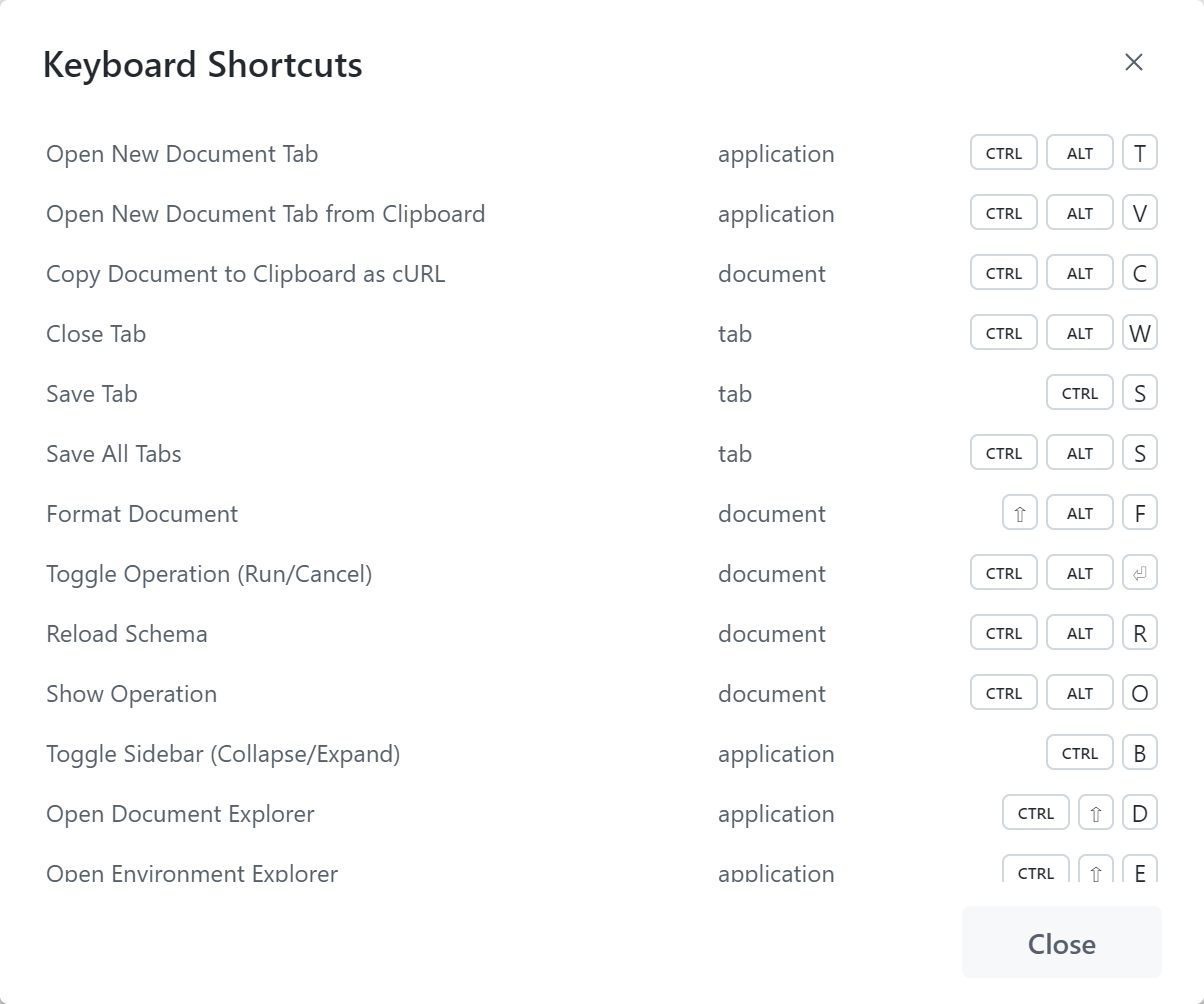 Keyboard Shortcuts
Open New Document Tab application CTRL ALT T
Open New Document Tab from Clipboard application CTRL ALT V
Copy Document to Clipboard as cURL document CTRL ALT C
Close Tab tab CTRL ALT W
Save Tab tab CTRL S
Save All Tabs tab CTRL ALT S
Format Document document ⇧ ALT F
Toggle Operation (Run/Cancel) document CTRL ALT ⏎
Reload Schema document CTRL ALT R
Show Operation document CTRL ALT O
Toggle Sidebar (Collapse/Expand) application CTRL B
Open Document Explorer application CTRL ⇧ D
Open Environment Explorer application CTRL ⇧ E
Close